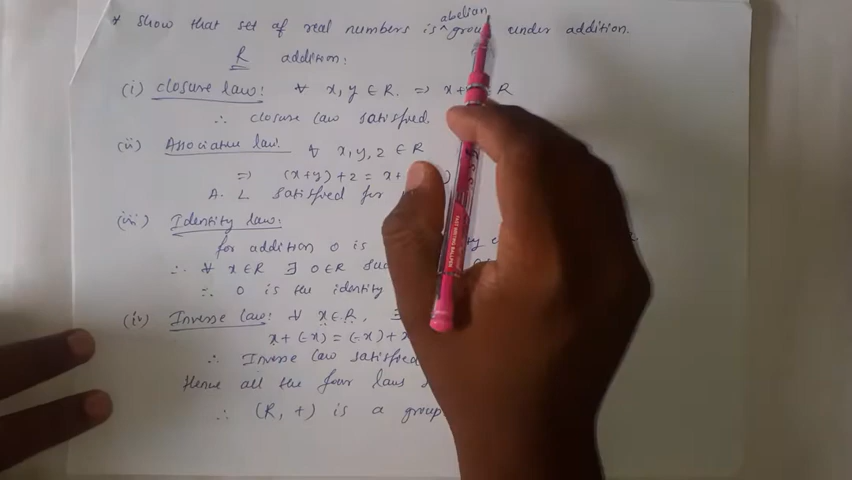 * Show that set of real numbers is ^ abelian group under addition.
R addition:
(i) closure law: ∀ x, y ∈ R. ⇒ x+y ∈ R
∴ closure law satisfied.
(ii) Associative law. ∀ x, y, z ∈ R
⇒ (x+y)+z = x+
A. L satisfied for
(iii) Identity law:
for addition 0 is
∴ ∀ x∈R ∃ 0∈R
∴ 0 is the identity
(iv) Inverse law: ∀ x∈R, ∃
x+(-x) = (-x)+x
∴ Inverse law satisfied
Hence all the four laws
∴ (R, +) is a group